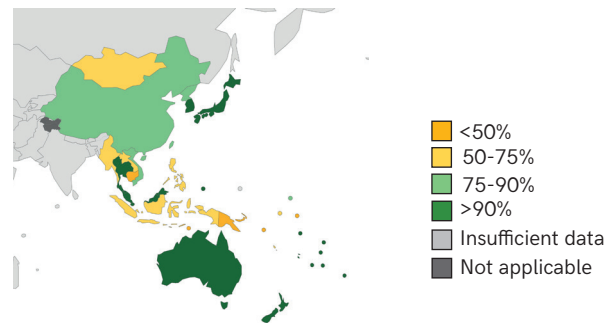 <50%
50-75%
75-90%
>90%
Insufficient data
Not applicable